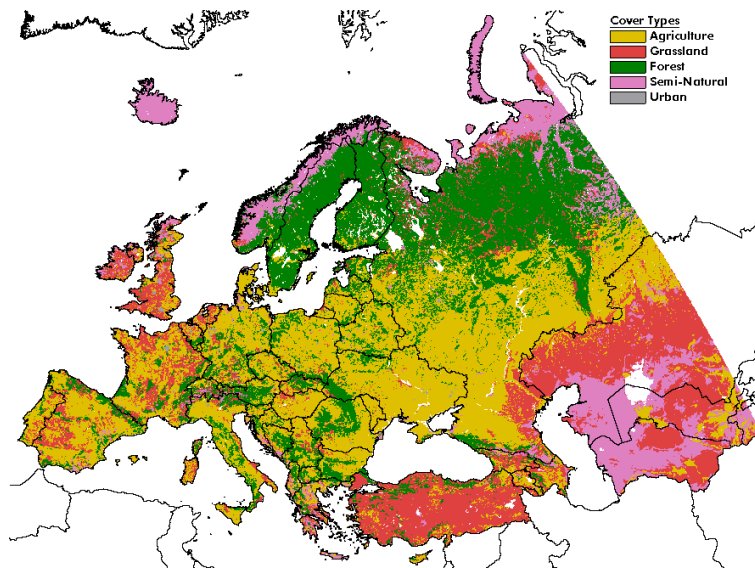 Cover Types
Agriculture
Grassland
Forest
Semi-Natural
Urban